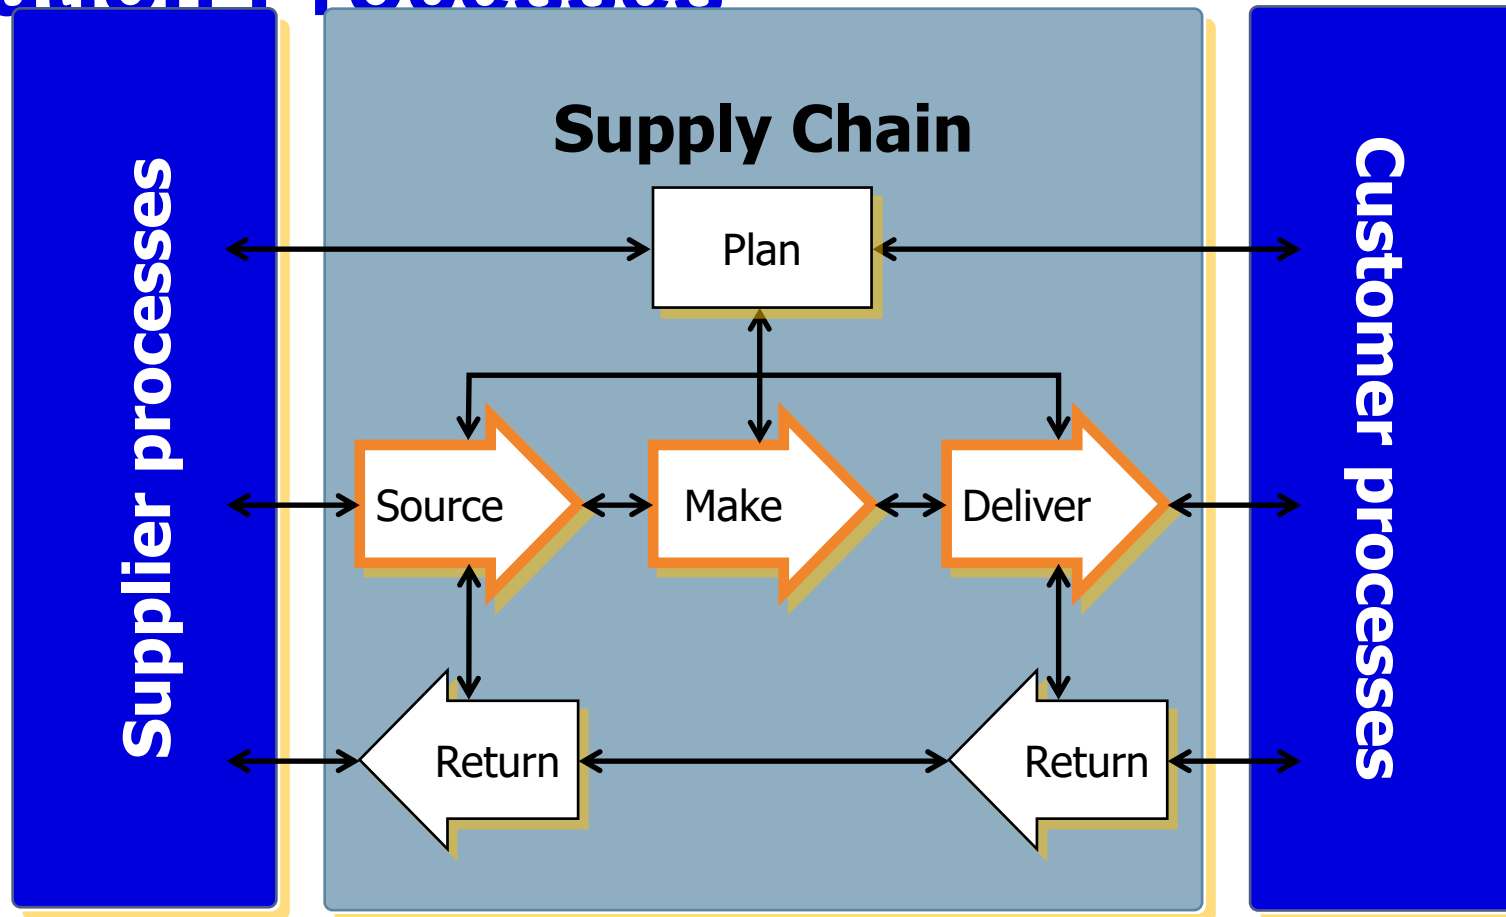 Supply Chain
Supplier processes
Customer processes
Plan
Source
Make
Deliver
Return
Return